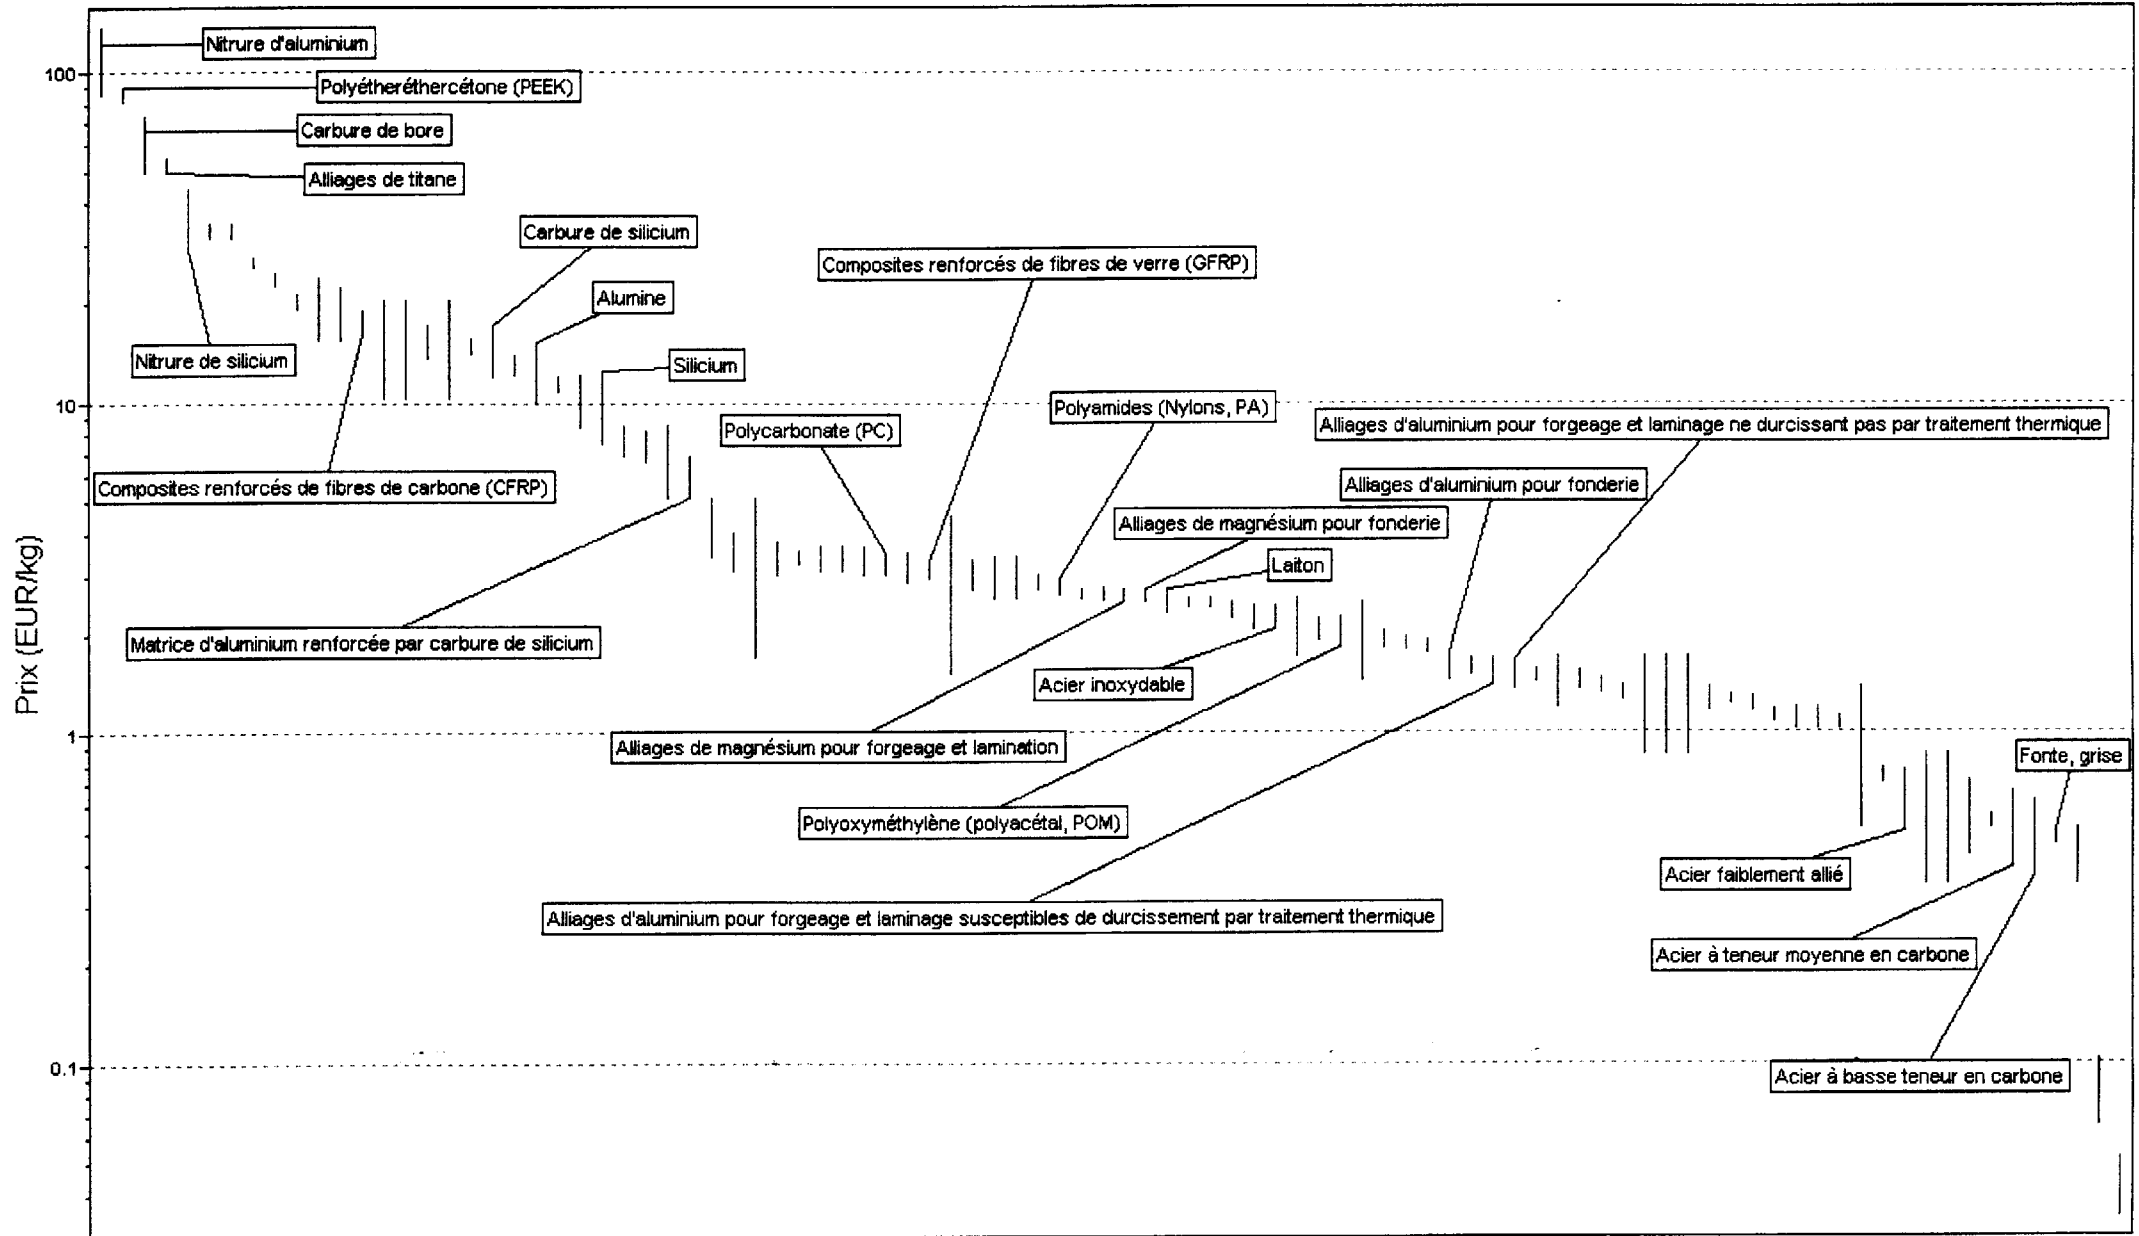 Nitrure d'aluminium
100
Polyétheréthercétone (PEEK)
Carbure de bore
Alliages de titane
Carbure de silicium
Composites renforcés de fibres de verre (GFRP)
Alumine
Nitrure de silicium
Silicium
10
Polyamides (Nylons, PA)
Alliages d'aluminium pour forgeage et laminage ne durcissant pas par traitement thermique
Polycarbonate (PC)
Composites renforcés de fibres de carbone (CFRP)
Alliages d'aluminium pour fonderie
Alliages de magnésium pour fonderie
Laiton
Prix (EUR/kg)
Matrice d'aluminium renforcée par carbure de silicium
Acier inoxydable
1
Alliages de magnésium pour forgeage et lamination
Fonte, grise
Polyoxyméthylène (polyacétal, POM)
Acier faiblement allié
Alliages d'aluminium pour forgeage et laminage susceptibles de durcissement par traitement thermique
Acier à teneur moyenne en carbone
0.1
Acier à basse teneur en carbone